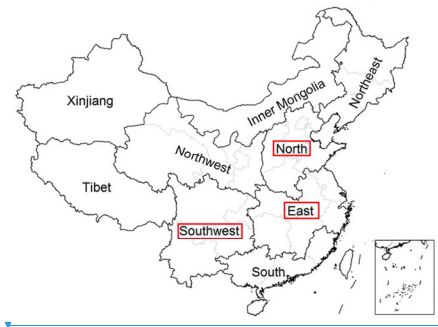 Northeast
Inner Mongolia
Xinjiang
North
Northwest
Tibet
East
Southwest
South